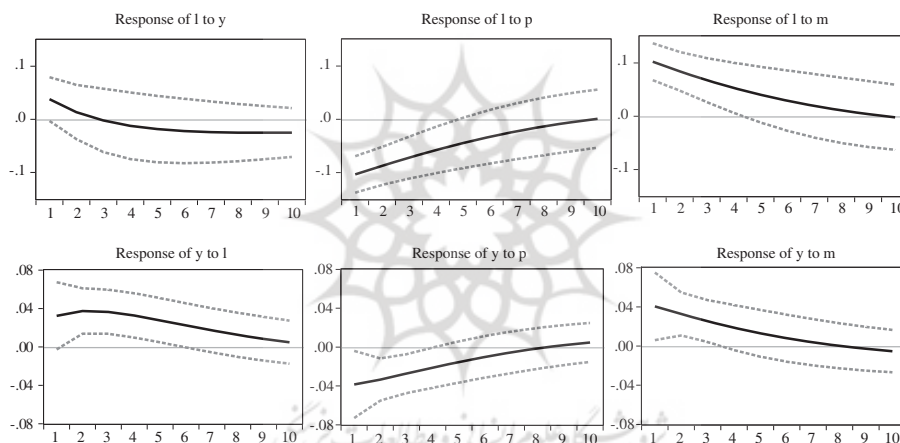 Response of l to y
.1
.0
-.1
1 2 3 4 5 6 7 8 9 10
Response of l to p
.1
.0
-.1
1 2 3 4 5 6 7 8 9 10
Response of l to m
.1
.0
-.1
1 2 3 4 5 6 7 8 9 10
Response of y to l
.08
.04
.00
-.04
-.08
1 2 3 4 5 6 7 8 9 10
Response of y to p
.08
.04
.00
-.04
-.08
1 2 3 4 5 6 7 8 9 10
Response of y to m
.08
.04
.00
-.04
-.08
1 2 3 4 5 6 7 8 9 10